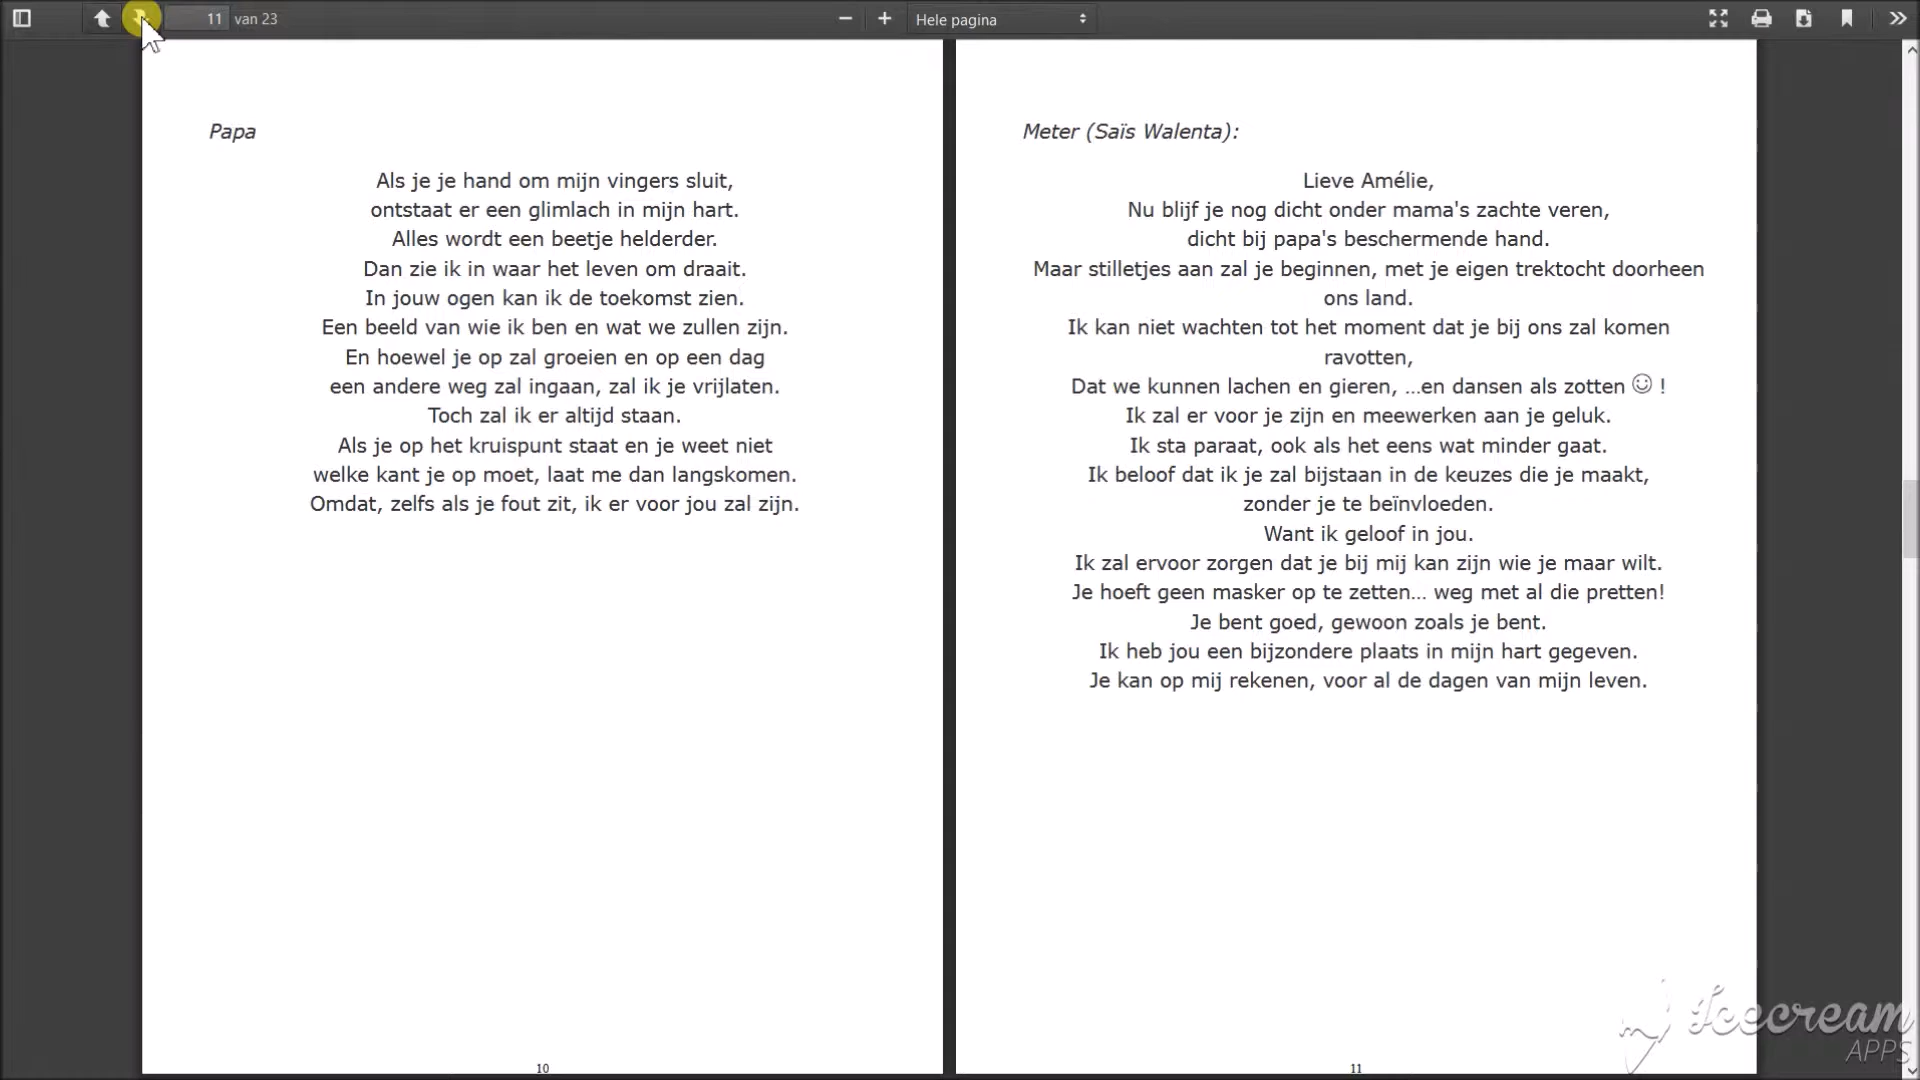 11 van 23
Hele pagina
Papa
Als je je hand om mijn vingers sluit,
ontstaat er een glimlach in mijn hart.
Alles wordt een beetje helderder.
Dan zie ik in waar het leven om draait.
In jouw ogen kan ik de toekomst zien.
Een beeld van wie ik ben en wat we zullen zijn.
En hoewel je op zal groeien en op een dag
een andere weg zal ingaan, zal ik je vrijlaten.
Toch zal ik er altijd staan.
Als je op het kruispunt staat en je weet niet
welke kant je op moet, laat me dan langskomen.
Omdat, zelfs als je fout zit, ik er voor jou zal zijn.
10
Meter (Saïs Walenta):
Lieve Amélie,
Nu blijf je nog dicht onder mama's zachte veren,
dicht bij papa's beschermende hand.
Maar stilletjes aan zal je beginnen, met je eigen trektocht doorheen
ons land.
Ik kan niet wachten tot het moment dat je bij ons zal komen
ravotten,
Dat we kunnen lachen en gieren, …en dansen als zotten ☺ !
Ik zal er voor je zijn en meewerken aan je geluk.
Ik sta paraat, ook als het eens wat minder gaat.
Ik beloof dat ik je zal bijstaan in de keuzes die je maakt,
zonder je te beïnvloeden.
Want ik geloof in jou.
Ik zal ervoor zorgen dat je bij mij kan zijn wie je maar wilt.
Je hoeft geen masker op te zetten… weg met al die pretten!
Je bent goed, gewoon zoals je bent.
Ik heb jou een bijzondere plaats in mijn hart gegeven.
Je kan op mij rekenen, voor al de dagen van mijn leven.
11
Icecream
APPS